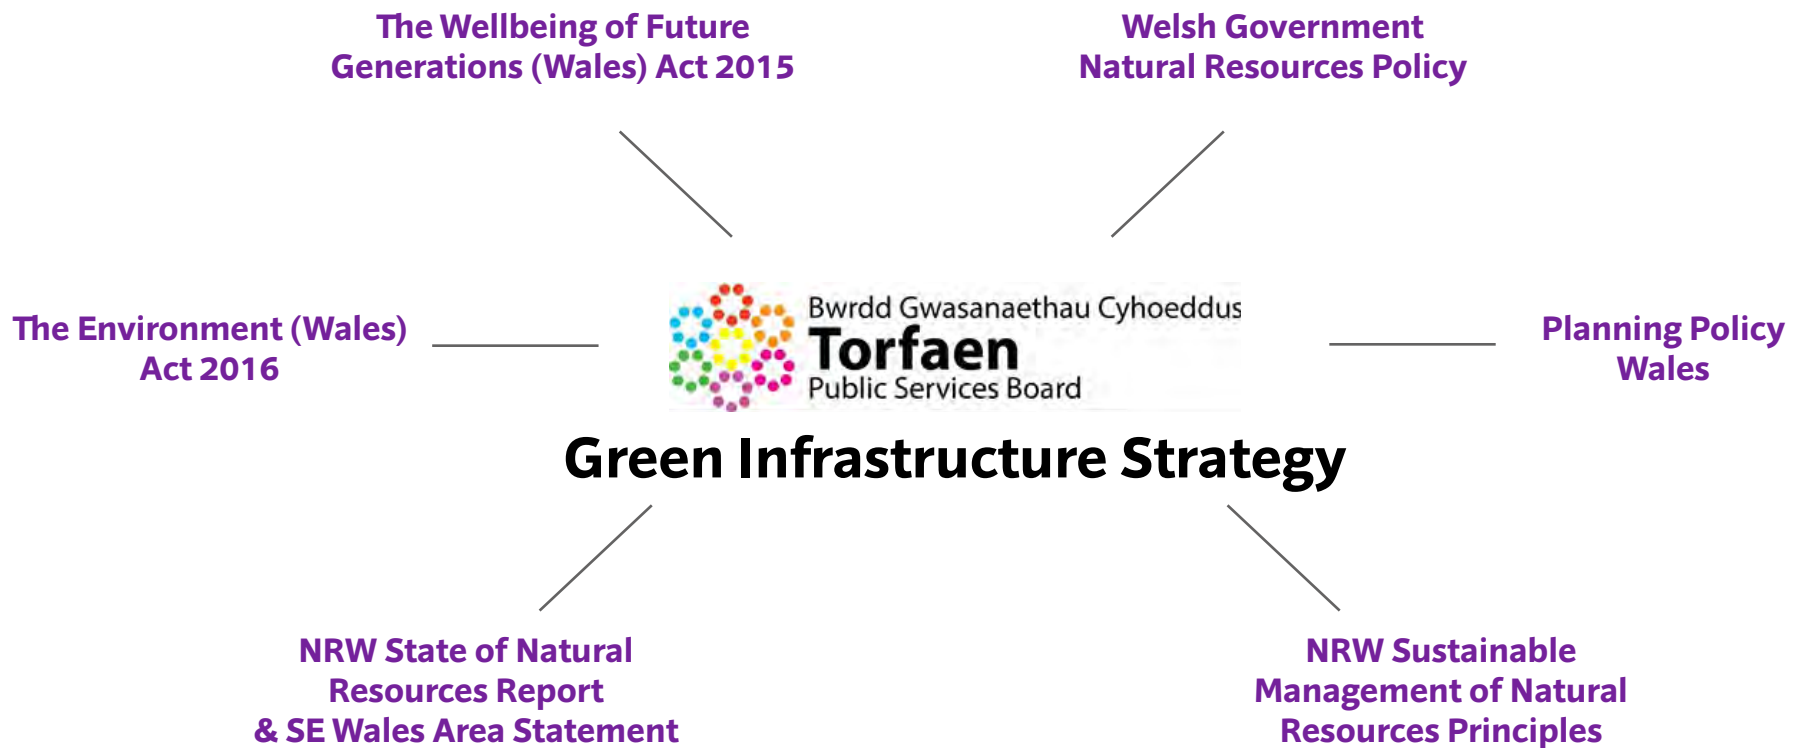 The Wellbeing of Future
Generations (Wales) Act 2015
Welsh Government
Natural Resources Policy
The Environment (Wales)
Act 2016
Bwrdd Gwasanaethau Cyhoeddus
Torfaen
Public Services Board
Planning Policy
Wales
Green Infrastructure Strategy
NRW State of Natural
Resources Report
& SE Wales Area Statement
NRW Sustainable
Management of Natural
Resources Principles